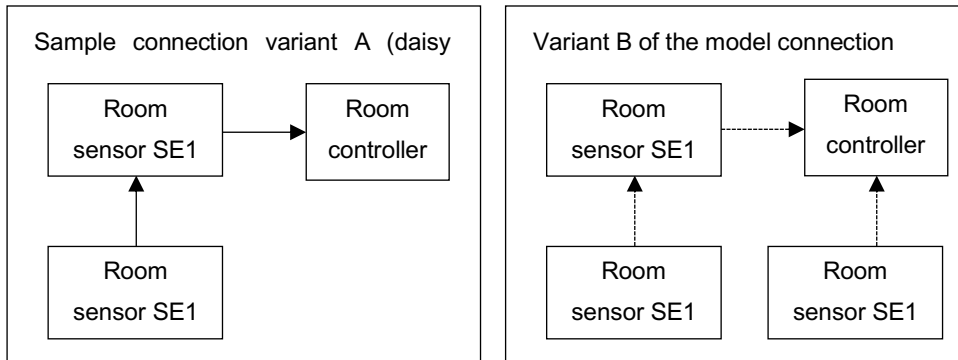 Sample connection variant A (daisy
Room
sensor SE1
Room
controller
Room
sensor SE1
Variant B of the model connection
Room
sensor SE1
Room
controller
Room
sensor SE1
Room
sensor SE1